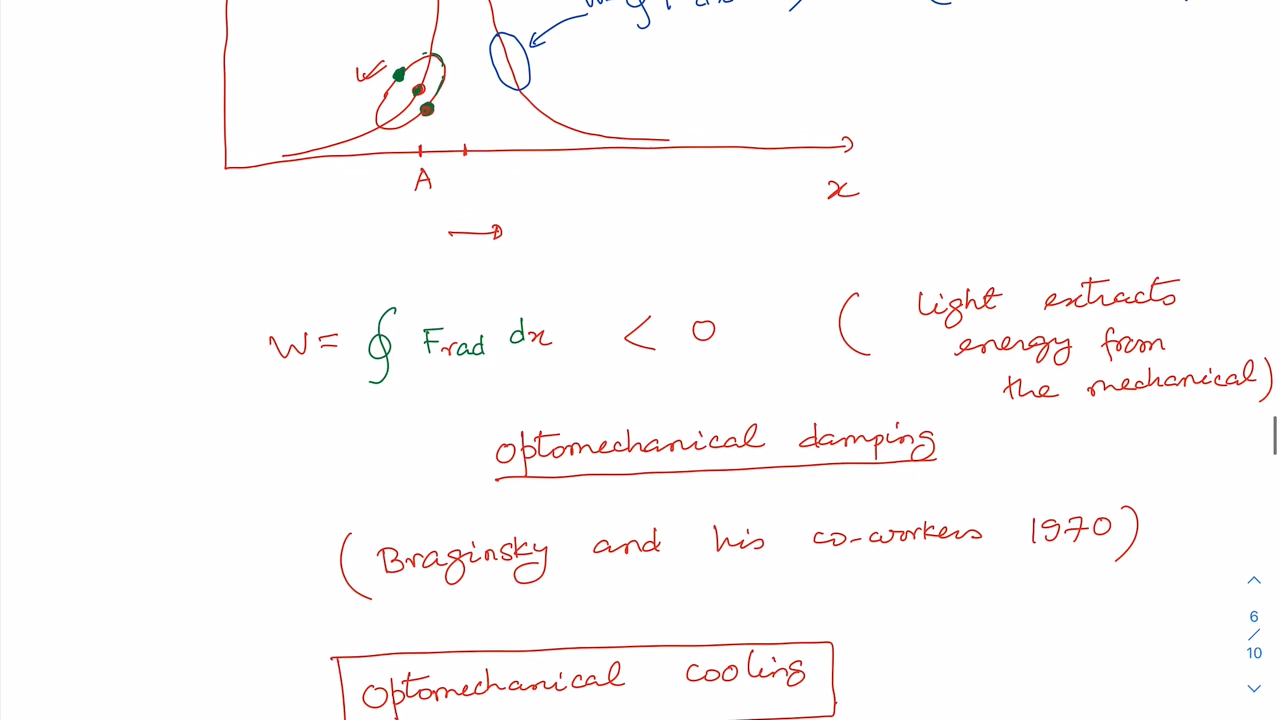 A
x
W = ∮ Frad dx < 0 ( light extracts
energy from
the mechanical)
optomechanical damping
( Braginsky and his co-workers 1970 )
optomechanical cooling
6
/
10